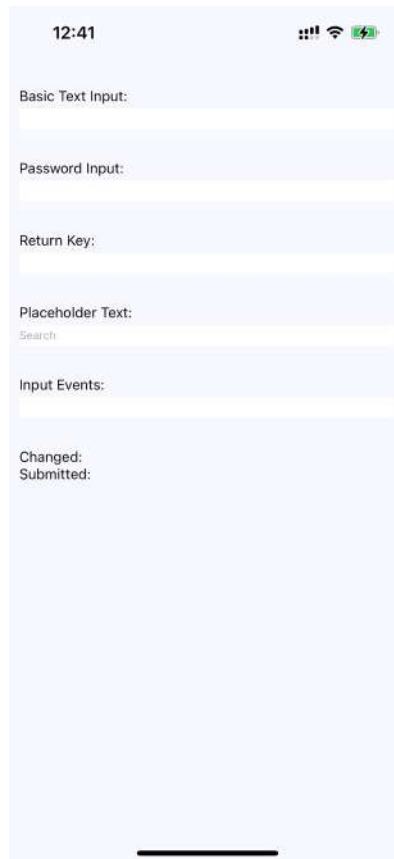 12:41
Basic Text Input:
Password Input:
Return Key:
Placeholder Text:
Search
Input Events:
Changed:
Submitted: